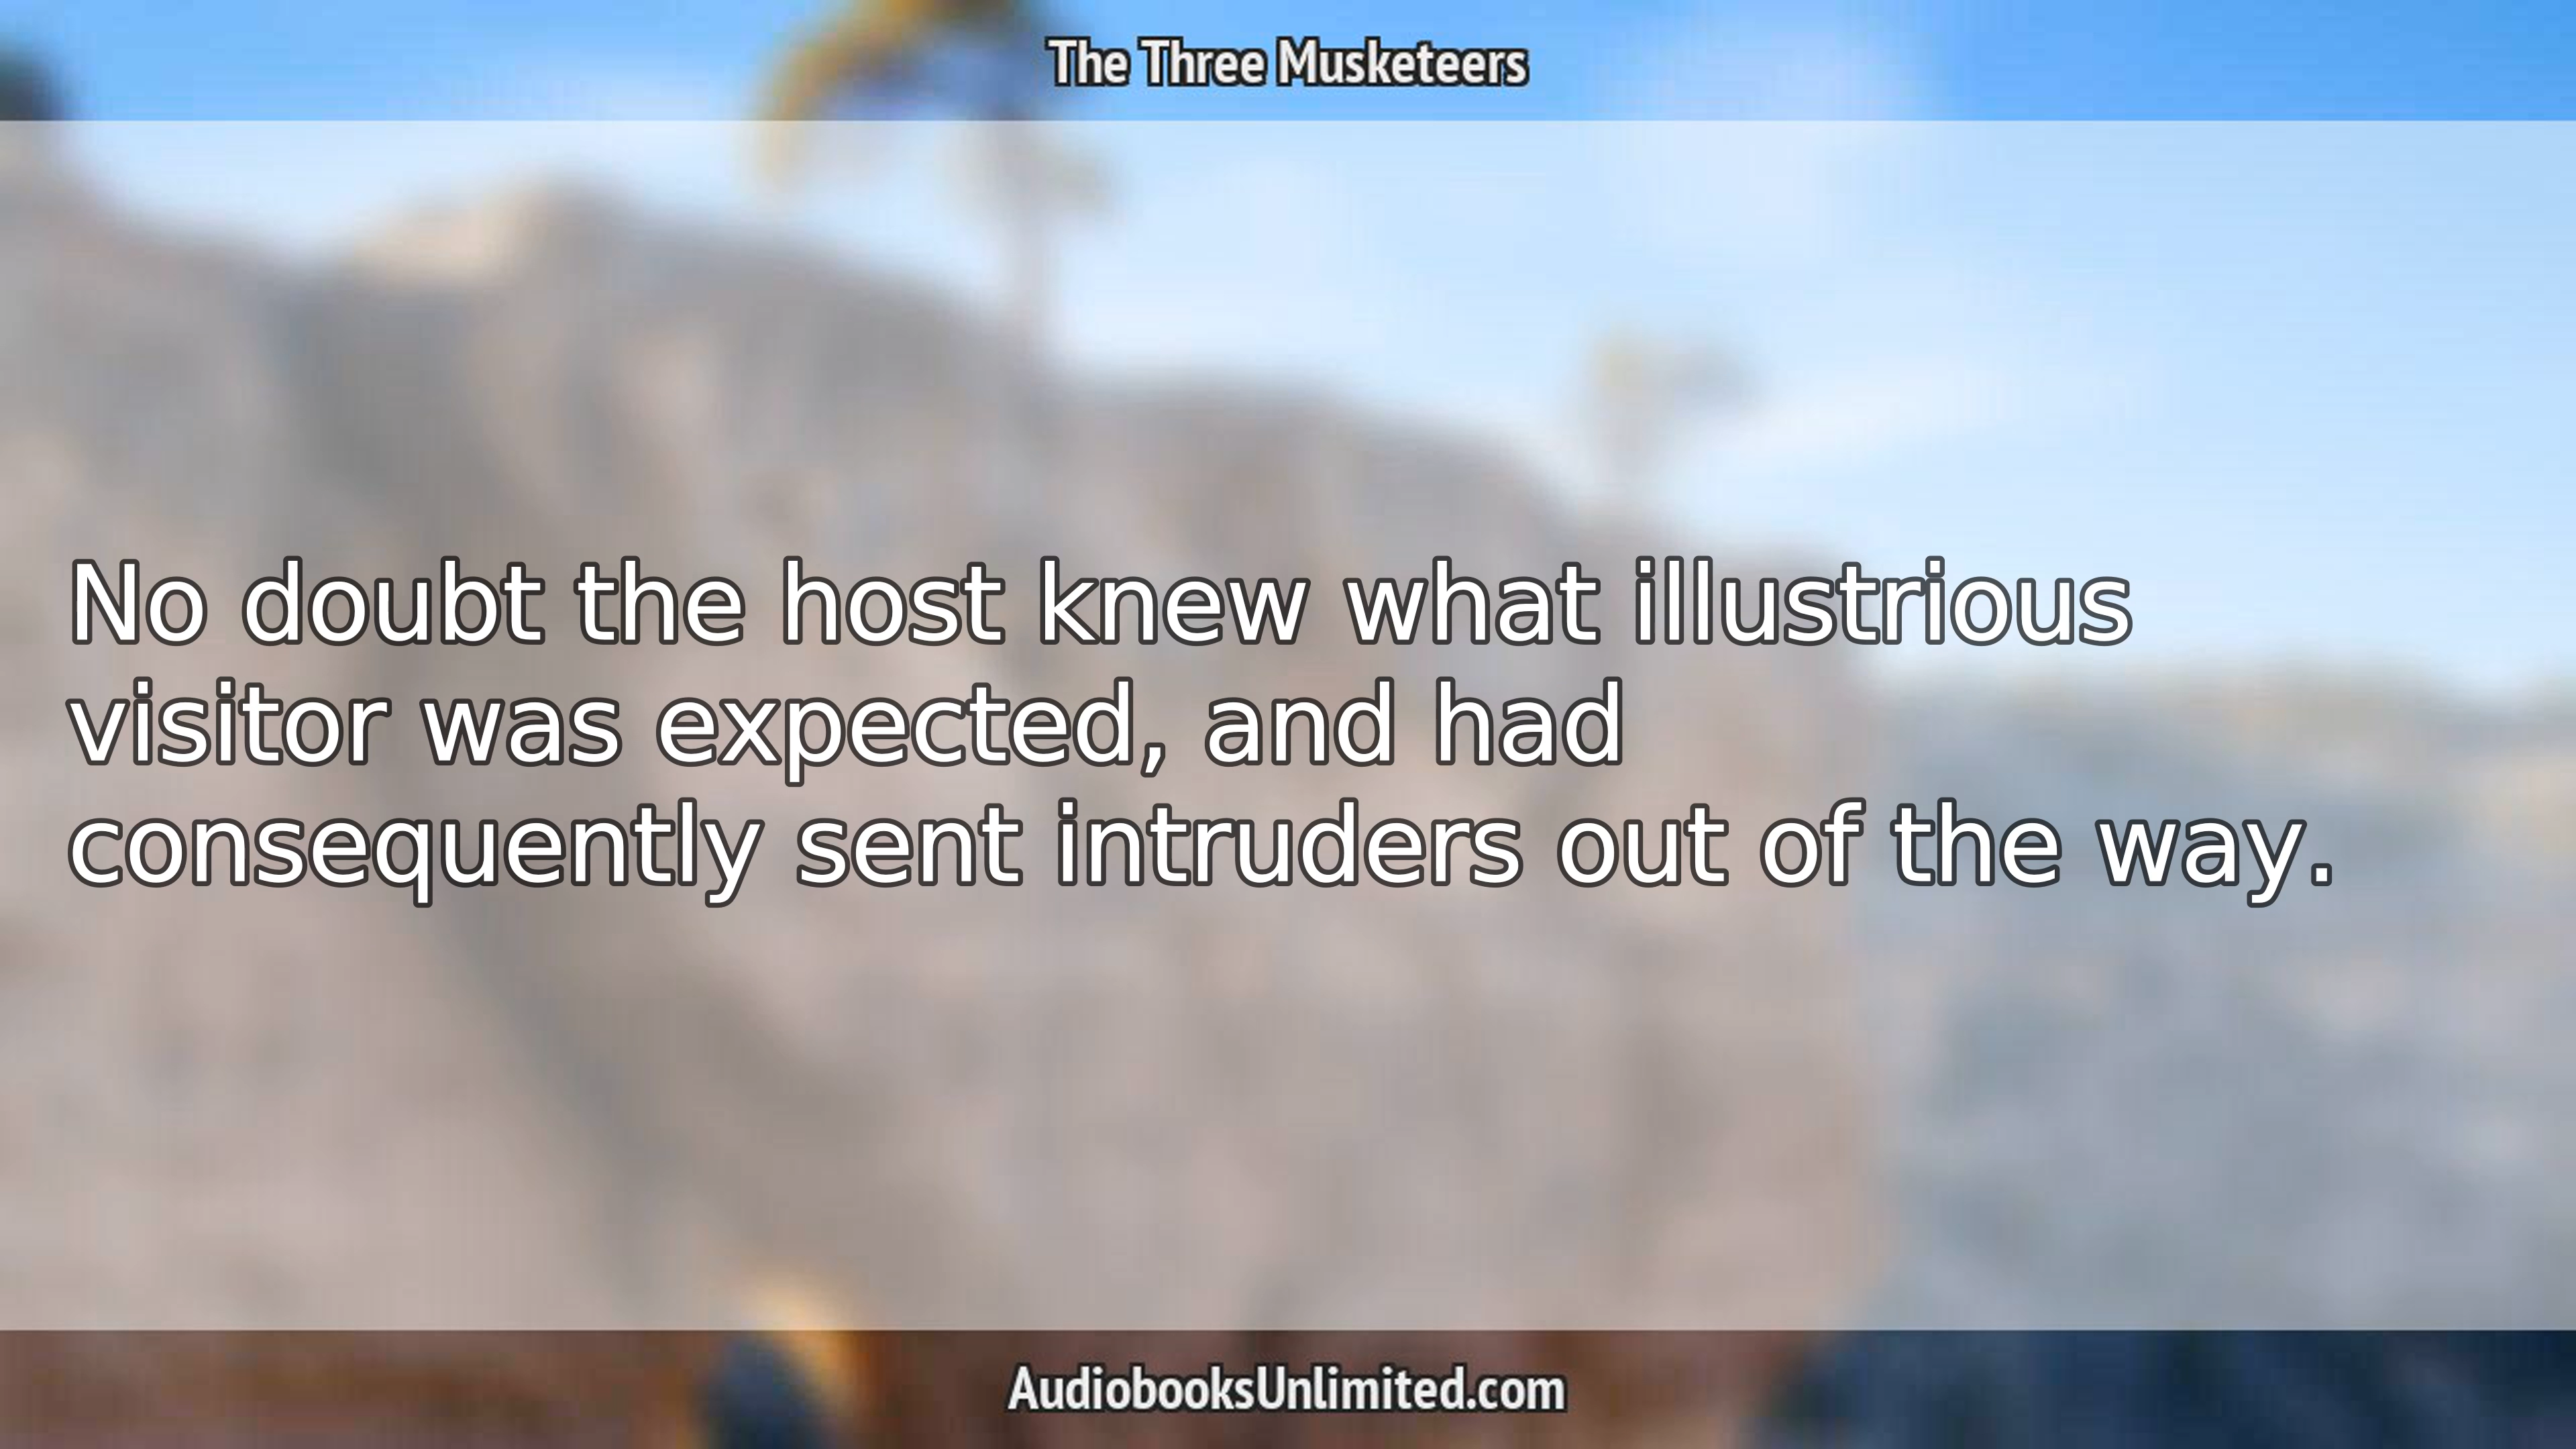 The Three Musketeers
No doubt the host knew what illustrious
visitor was expected, and had
consequently sent intruders out of the way.
AudiobooksUnlimited.com